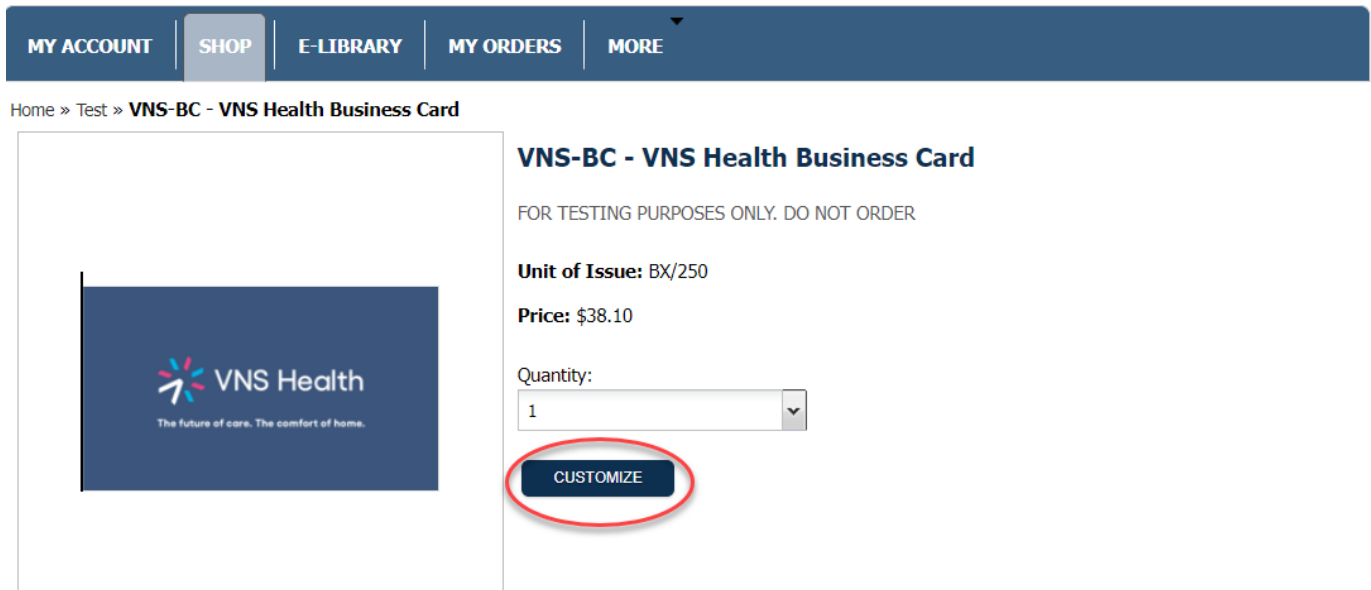 MY ACCOUNT
SHOP
E-LIBRARY
MY ORDERS
MORE
Home » Test » VNS-BC - VNS Health Business Card
VNS Health
The future of care. The comfort of home.
VNS-BC - VNS Health Business Card
FOR TESTING PURPOSES ONLY. DO NOT ORDER
Unit of Issue: BX/250
Price: $38.10
Quantity:
1
CUSTOMIZE